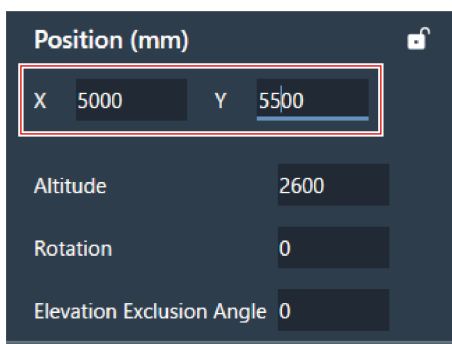 Position (mm)
X 5000 Y 5500
Altitude 2600
Rotation 0
Elevation Exclusion Angle 0